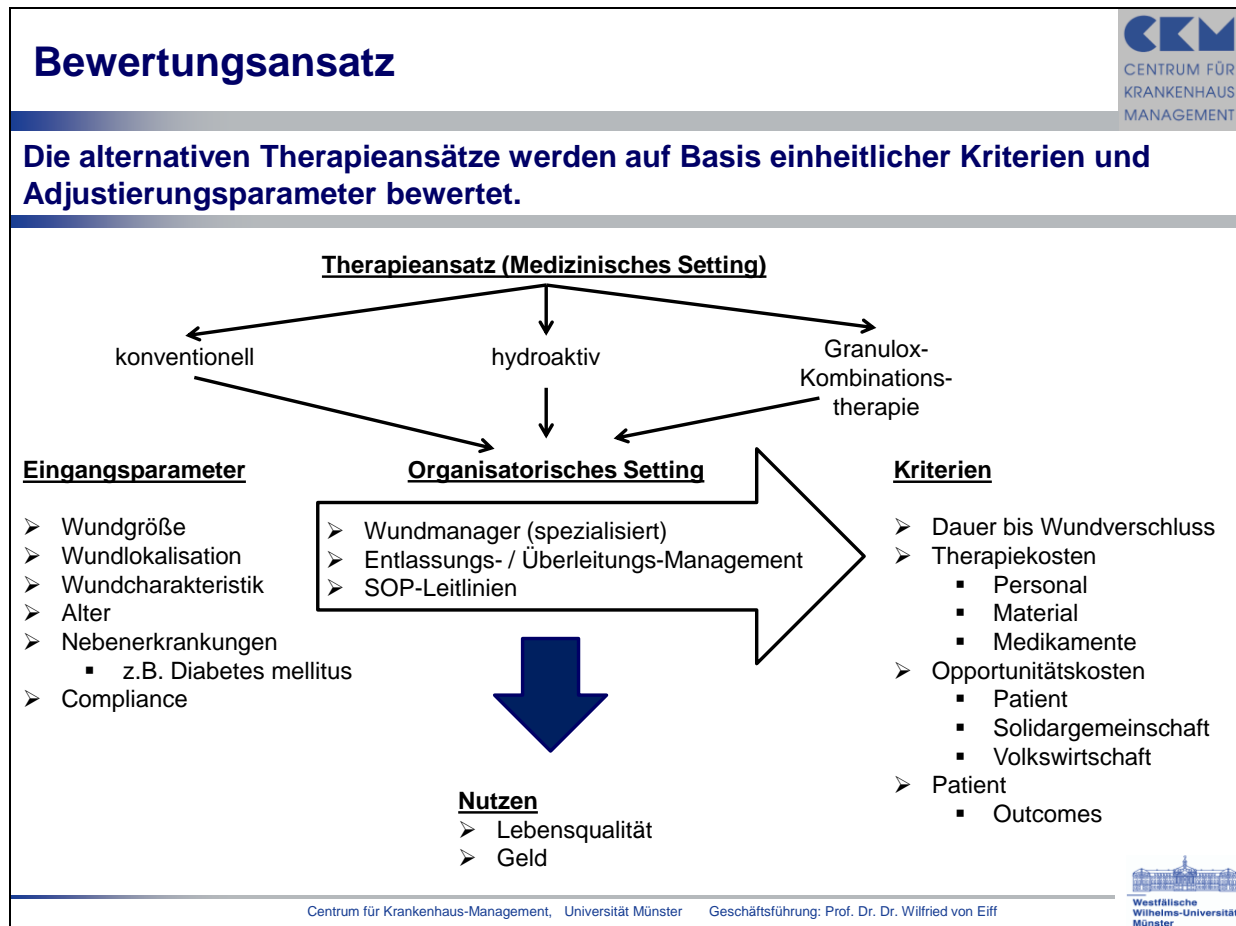 Bewertungsansatz
CKM
CENTRUM FÜR
KRANKENHAUS
MANAGEMENT
Die alternativen Therapieansätze werden auf Basis einheitlicher Kriterien und
Adjustierungsparameter bewertet.
Therapieansatz (Medizinisches Setting)
konventionell
hydroaktiv
Granulox-
Kombinations-
therapie
Eingangsparameter
➢ Wundgröße
➢ Wundlokalisation
➢ Wundcharakteristik
➢ Alter
➢ Nebenerkrankungen
▪ z.B. Diabetes mellitus
➢ Compliance
Organisatorisches Setting
➢ Wundmanager (spezialisiert)
➢ Entlassungs- / Überleitungs-Management
➢ SOP-Leitlinien
Kriterien
➢ Dauer bis Wundverschluss
➢ Therapiekosten
▪ Personal
▪ Material
▪ Medikamente
➢ Opportunitätskosten
▪ Patient
▪ Solidargemeinschaft
▪ Volkswirtschaft
➢ Patient
▪ Outcomes
Nutzen
➢ Lebensqualität
➢ Geld
Centrum für Krankenhaus-Management, Universität Münster Geschäftsführung: Prof. Dr. Dr. Wilfried von Eiff
Westfälische
Wilhelms-Universität
Münster